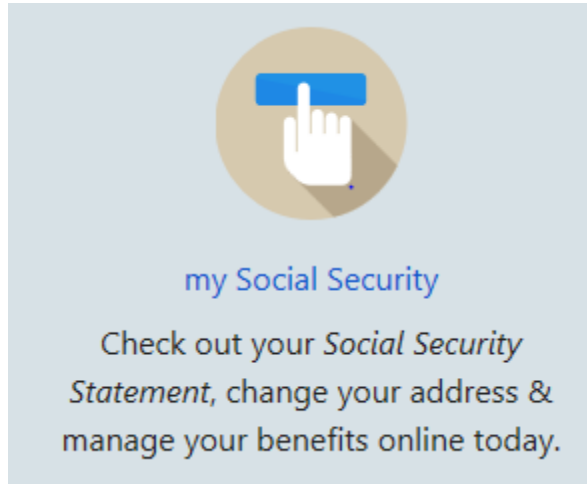 my Social Security
Check out your Social Security
Statement, change your address &
manage your benefits online today.